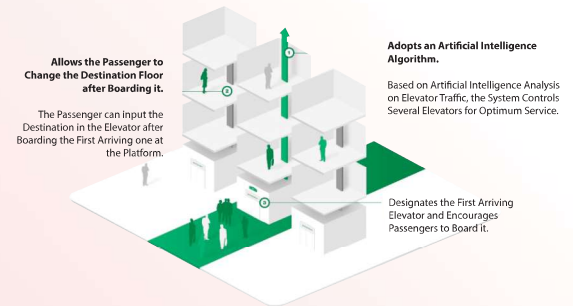 Allows the Passenger to
Change the Destination Floor
after Boarding it.
The Passenger can input the
Destination in the Elevator after
Boarding the First Arriving one at
the Platform.
Adopts an Artificial Intelligence
Algorithm.
Based on Artificial Intelligence Analysis
on Elevator Traffic, the System Controls
Several Elevators for Optimum Service.
1
2
3
Designates the First Arriving
Elevator and Encourages
Passengers to Board it.